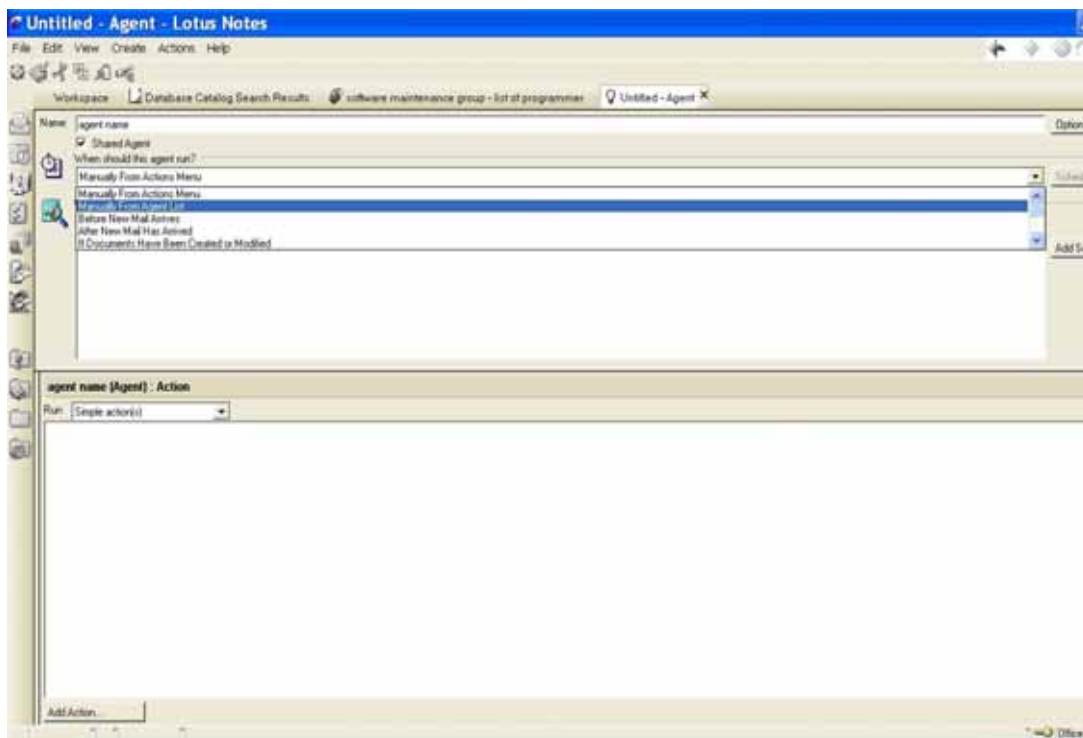 Untitled - Agent - Lotus Notes
File Edit View Create Actions Help
Workspace Database Catalog Search Results software maintenance group - list of programmer Untitled - Agent
Name agent name Option
Shared Agent
When should this agent run?
Manually From Actions Menu
Manually From Actions Menu
Manually From Agent List
Before New Mail Arrives
After New Mail Has Arrived
If Documents Have Been Created or Modified
Add S
agent name (Agent) : Action
Run Simple action(s)
Add Action...
Office